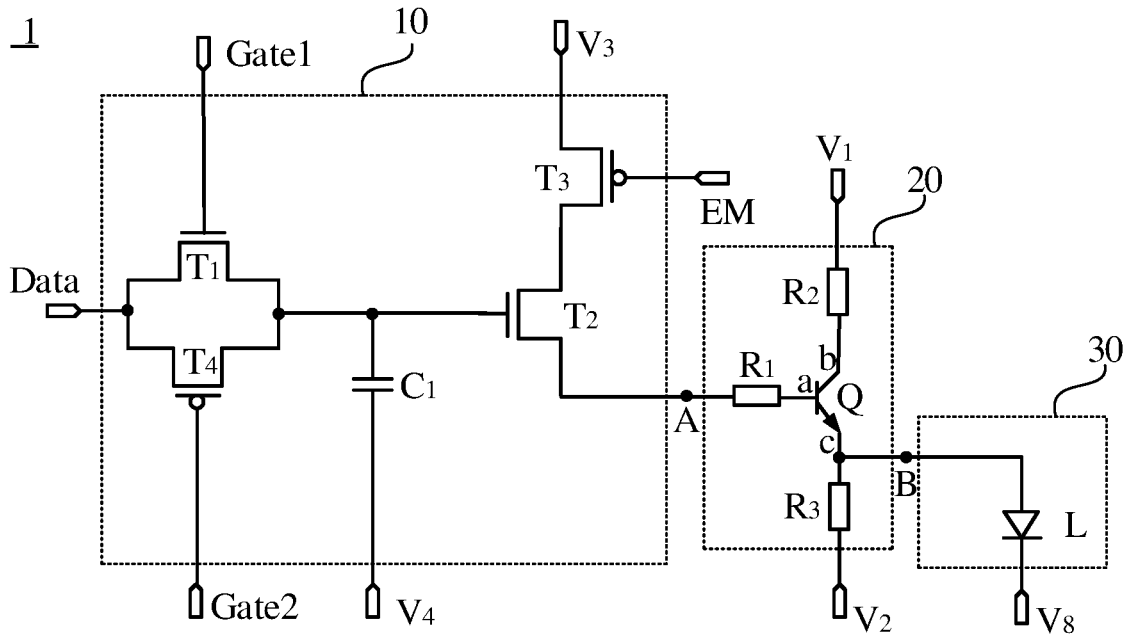 1
10
Gate1
V3
T3
EM
V1
20
Data
T1
T2
R2
T4
C1
A
R1
a
b
Q
c
30
B
R3
L
Gate2
V4
V2
V8